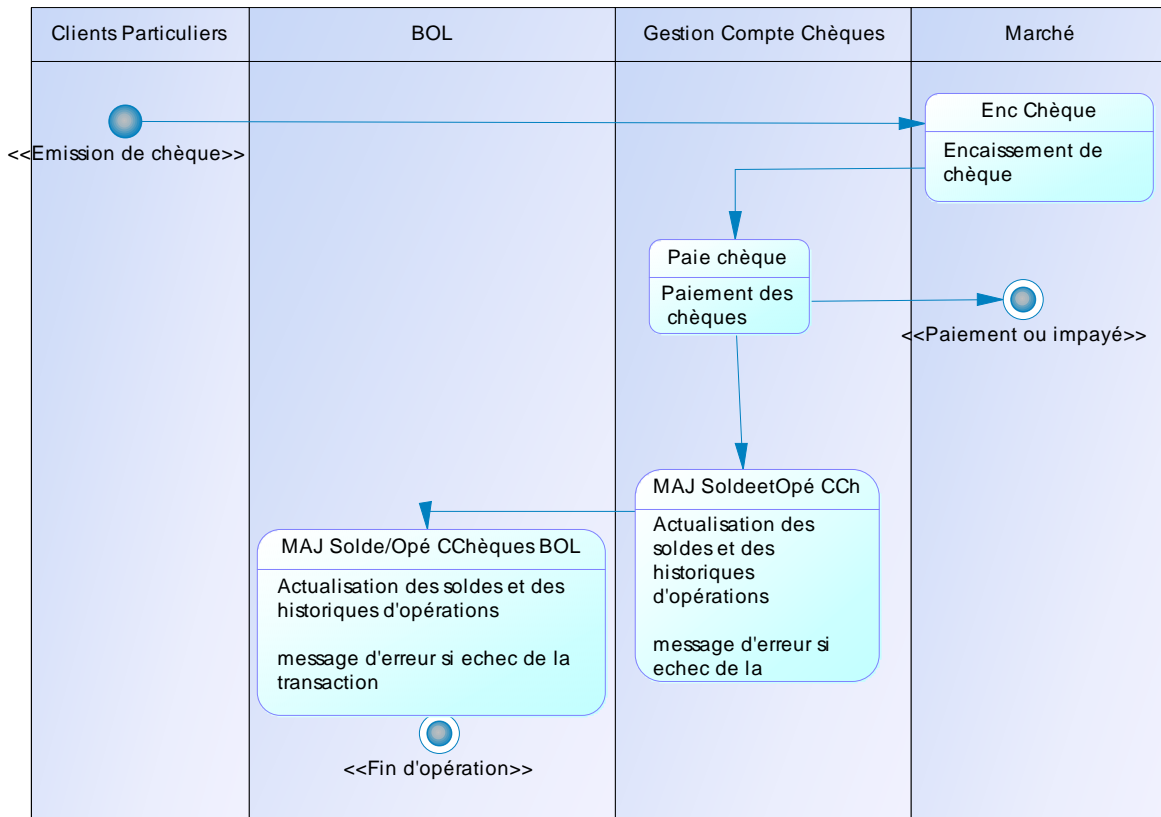 Clients Particuliers
BOL
Gestion Compte Chèques
Marché
<<Emission de chèque>>
Enc Chèque
Encaissement de
chèque
Paie chèque
Paiement des
chèques
<<Paiement ou impayé>>
MAJ SoldeetOpé CCh
Actualisation des
soldes et des
historiques
d'opérations
message d'erreur si
echec de la
MAJ Solde/Opé CChèques BOL
Actualisation des soldes et des
historiques d'opérations
message d'erreur si echec de la
transaction
<<Fin d'opération>>